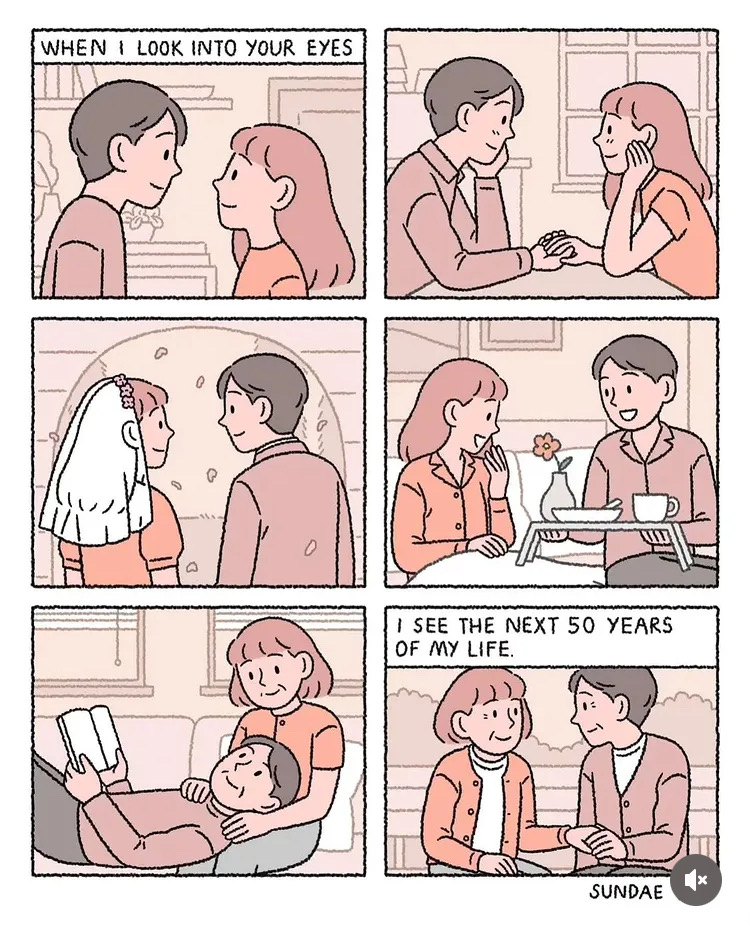 WHEN I LOOK INTO YOUR EYES
I SEE THE NEXT 50 YEARS
OF MY LIFE.
SUNDAE